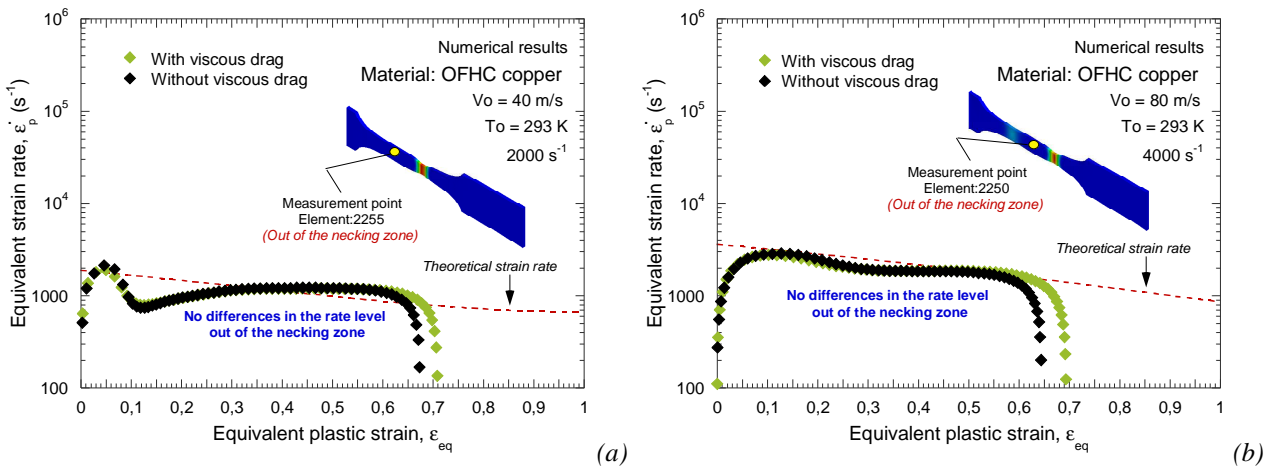 With viscous drag
Without viscous drag
Numerical results
Material: OFHC copper
Vo = 40 m/s
To = 293 K
2000 s⁻¹
Measurement point
Element:2255
(Out of the necking zone)
Theoretical strain rate
No differences in the rate level
out of the necking zone
Equivalent strain rate, ε̇p (s⁻¹)
10⁶
10⁵
10⁴
1000
100
0 0,1 0,2 0,3 0,4 0,5 0,6 0,7 0,8 0,9 1
Equivalent plastic strain, εeq
(a)
With viscous drag
Without viscous drag
Numerical results
Material: OFHC copper
Vo = 80 m/s
To = 293 K
4000 s⁻¹
Measurement point
Element:2250
(Out of the necking zone)
Theoretical strain rate
No differences in the rate level
out of the necking zone
Equivalent strain rate, ε̇p (s⁻¹)
10⁶
10⁵
10⁴
1000
100
0 0,1 0,2 0,3 0,4 0,5 0,6 0,7 0,8 0,9 1
Equivalent plastic strain, εeq
(b)